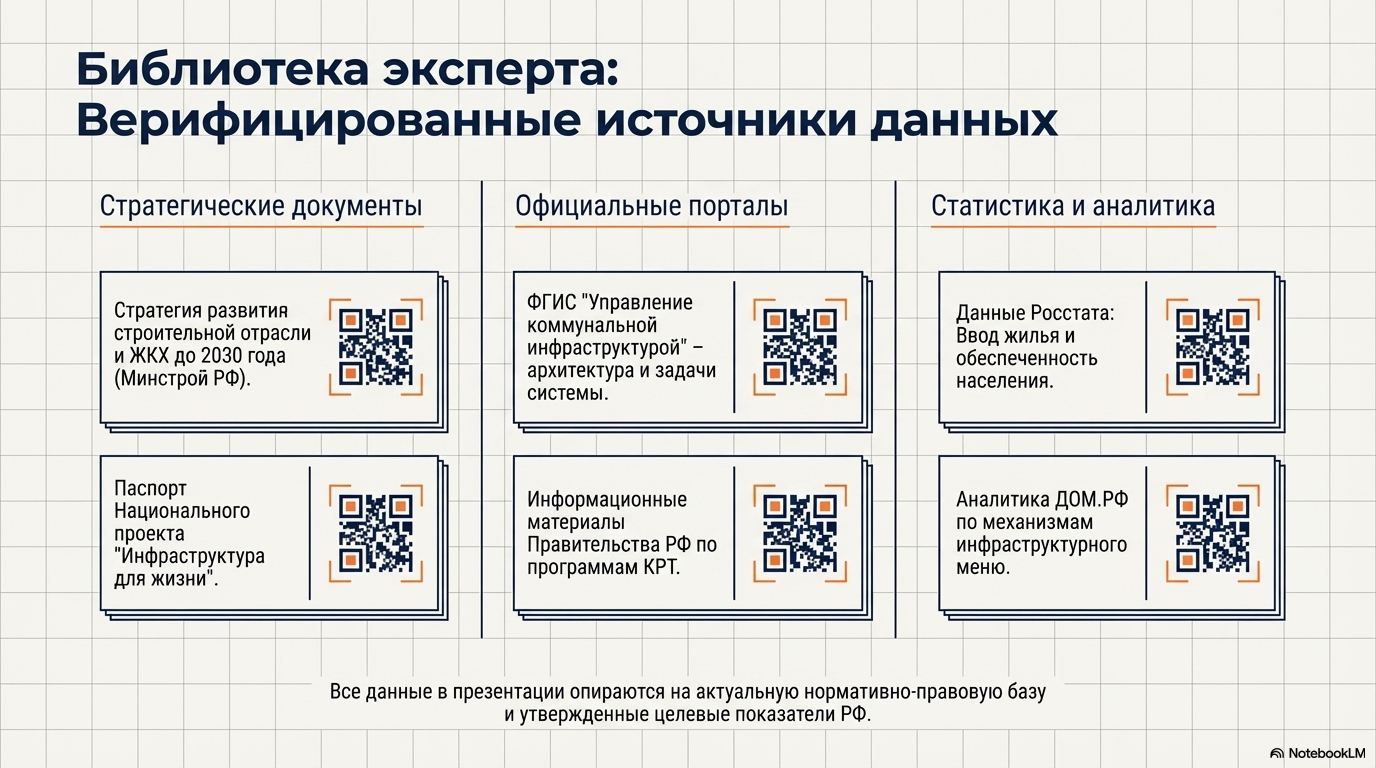 Библиотека эксперта:
Верифицированные источники данных
Стратегические документы
Стратегия развития
строительной отрасли
и ЖКХ до 2030 года
(Минстрой РФ).
Паспорт
Национального
проекта
"Инфраструктура
для жизни".
Официальные порталы
ФГИС "Управление
коммунальной
инфраструктурой" –
архитектура и задачи
системы.
Информационные
материалы
Правительства РФ по
программам КРТ.
Статистика и аналитика
Данные Росстата:
Ввод жилья и
обеспеченность
населения.
Аналитика ДОМ.РФ
по механизмам
инфраструктурного
меню.
Все данные в презентации опираются на актуальную нормативно-правовую базу
и утвержденные целевые показатели РФ.
NotebookLM